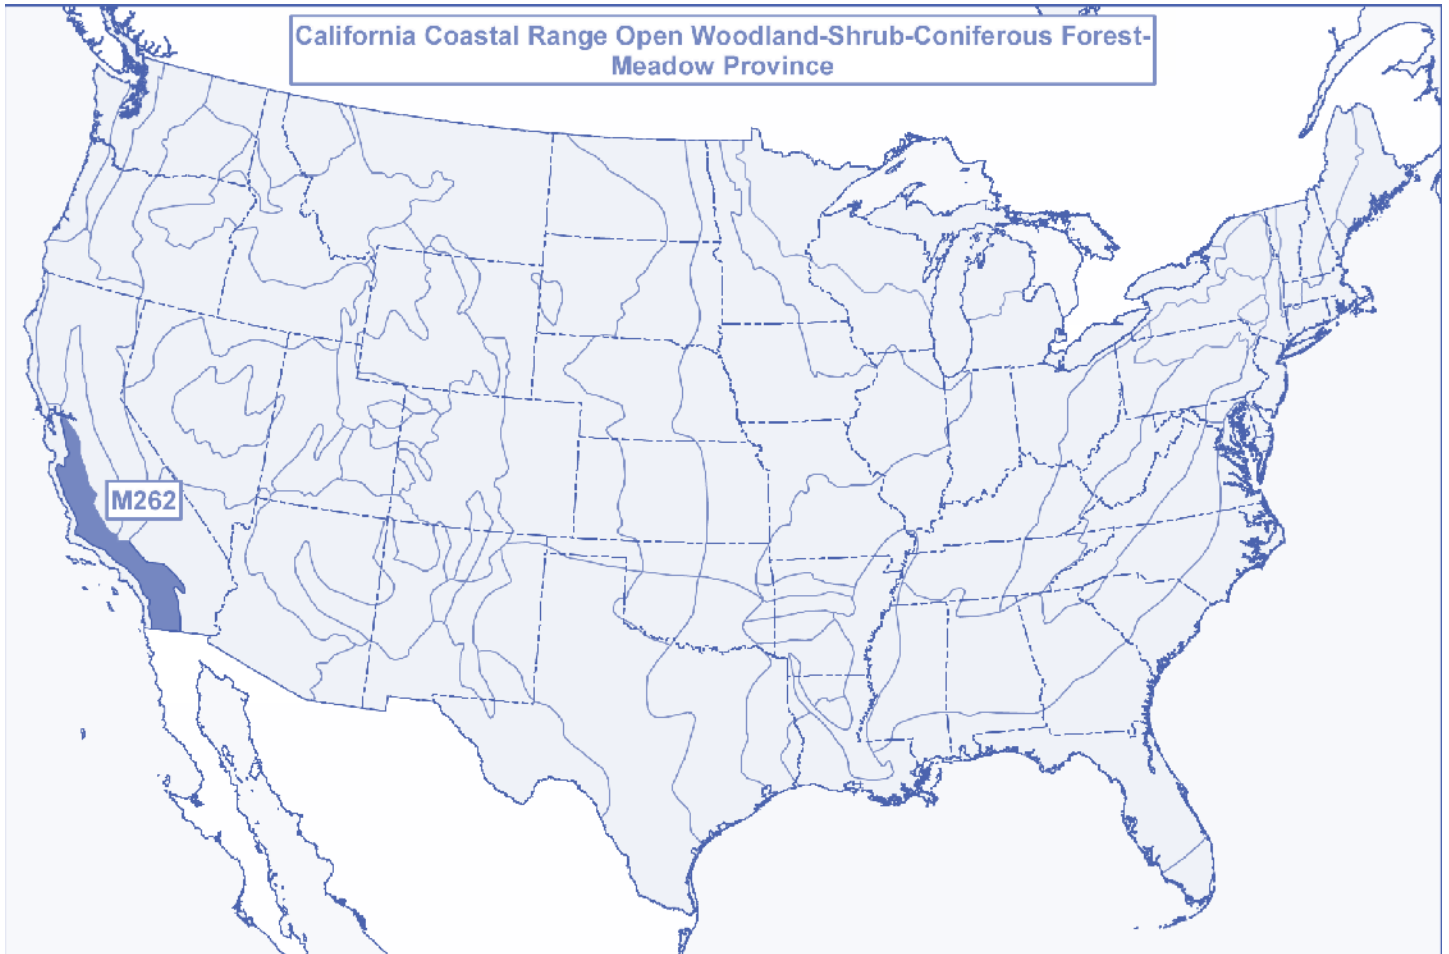 California Coastal Range Open Woodland-Shrub-Coniferous Forest-
Meadow Province
M262